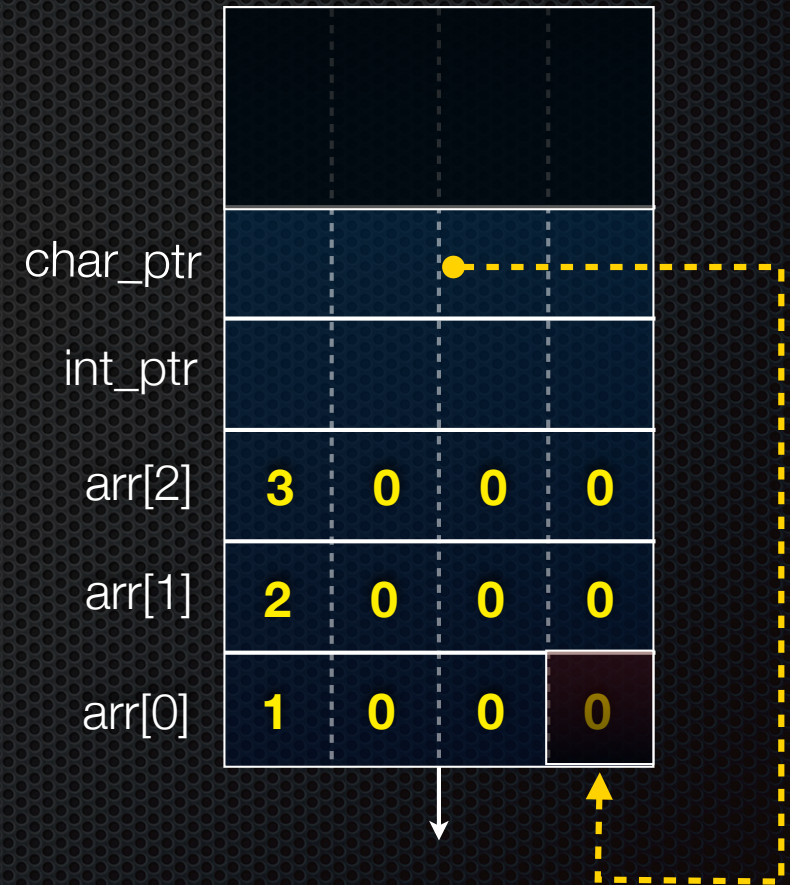 char_ptr
int_ptr
arr[2] 3 0 0 0
arr[1] 2 0 0 0
arr[0] 1 0 0 0